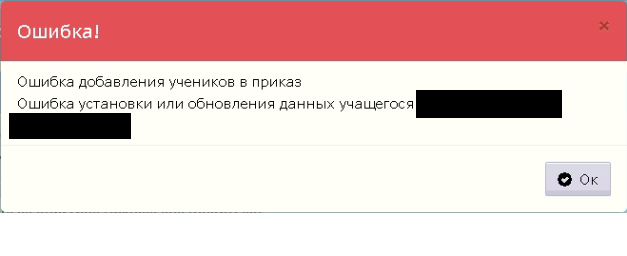 Ошибка!
×
Ошибка добавления учеников в приказ
Ошибка установки или обновления данных учащегося
Ок